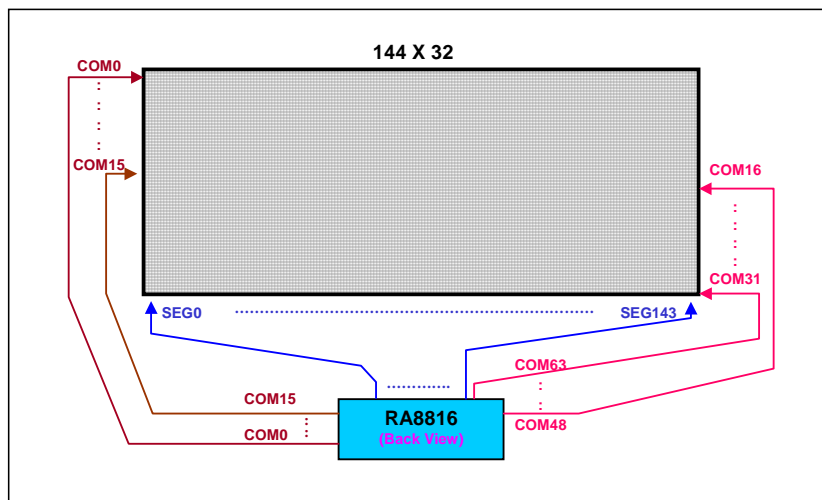 144 X 32
COM0
COM15
COM16
COM31
SEG0
SEG143
COM63
COM15
RA8816
(Back View)
COM48
COM0